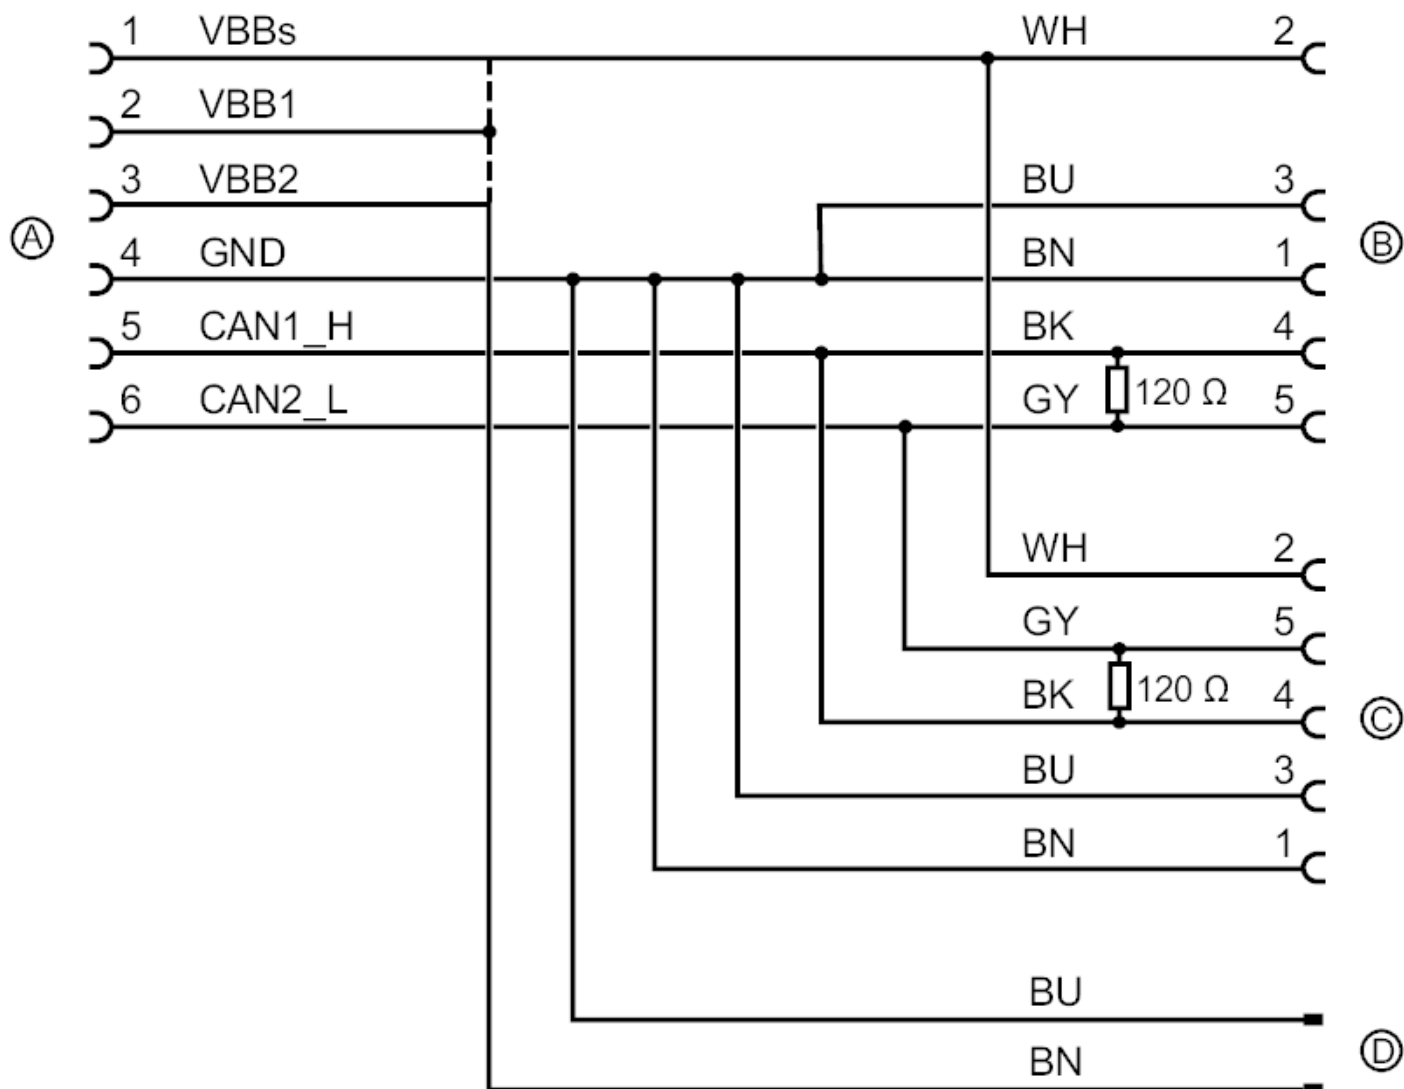 1 VBBs WH 2
2 VBB1
3 VBB2 BU 3
A B
4 GND BN 1
5 CAN1_H BK 4
120 Ω
6 CAN2_L GY 5
WH 2
GY 5
120 Ω
BK 4
C
BU 3
BN 1
BU
D
BN